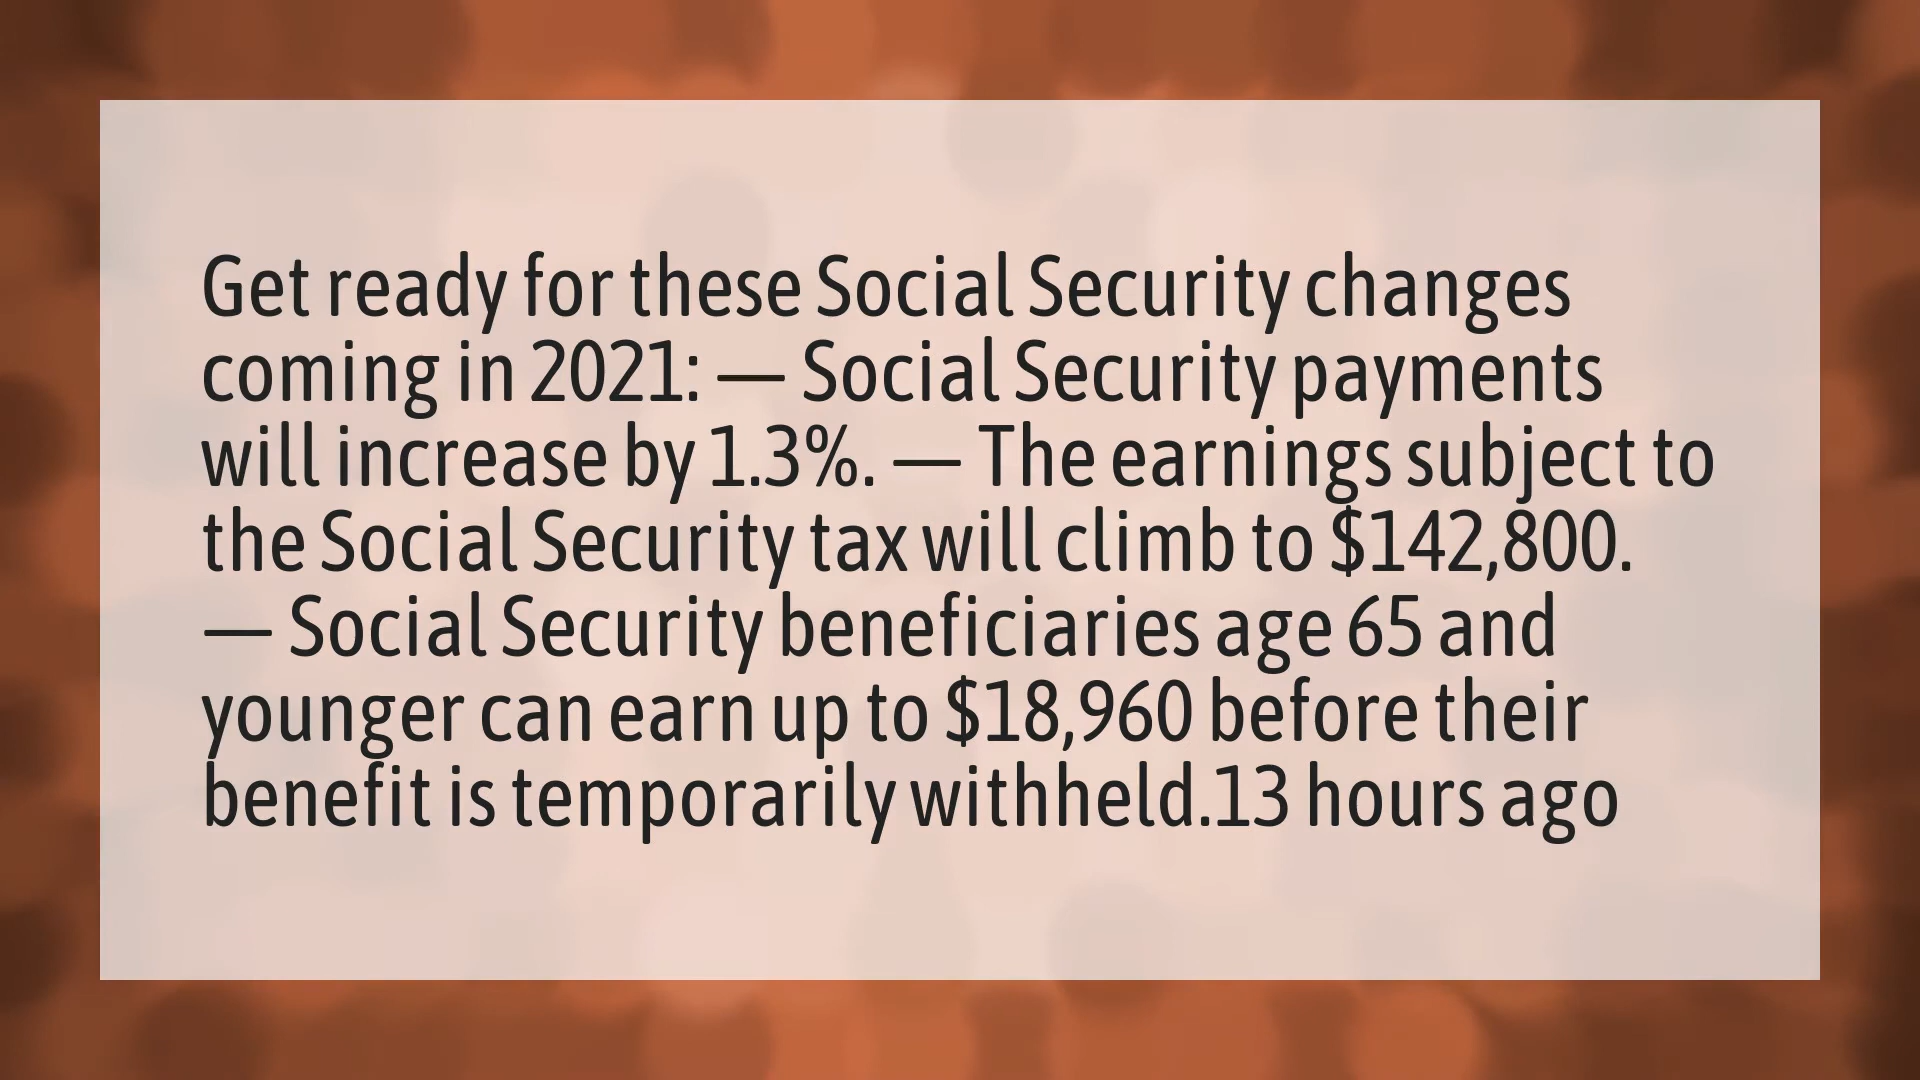 Get ready for these Social Security changes
coming in 2021: — Social Security payments
will increase by 1.3%. — The earnings subject to
the Social Security tax will climb to $142,800.
— Social Security beneficiaries age 65 and
younger can earn up to $18,960 before their
benefit is temporarily withheld.13 hours ago